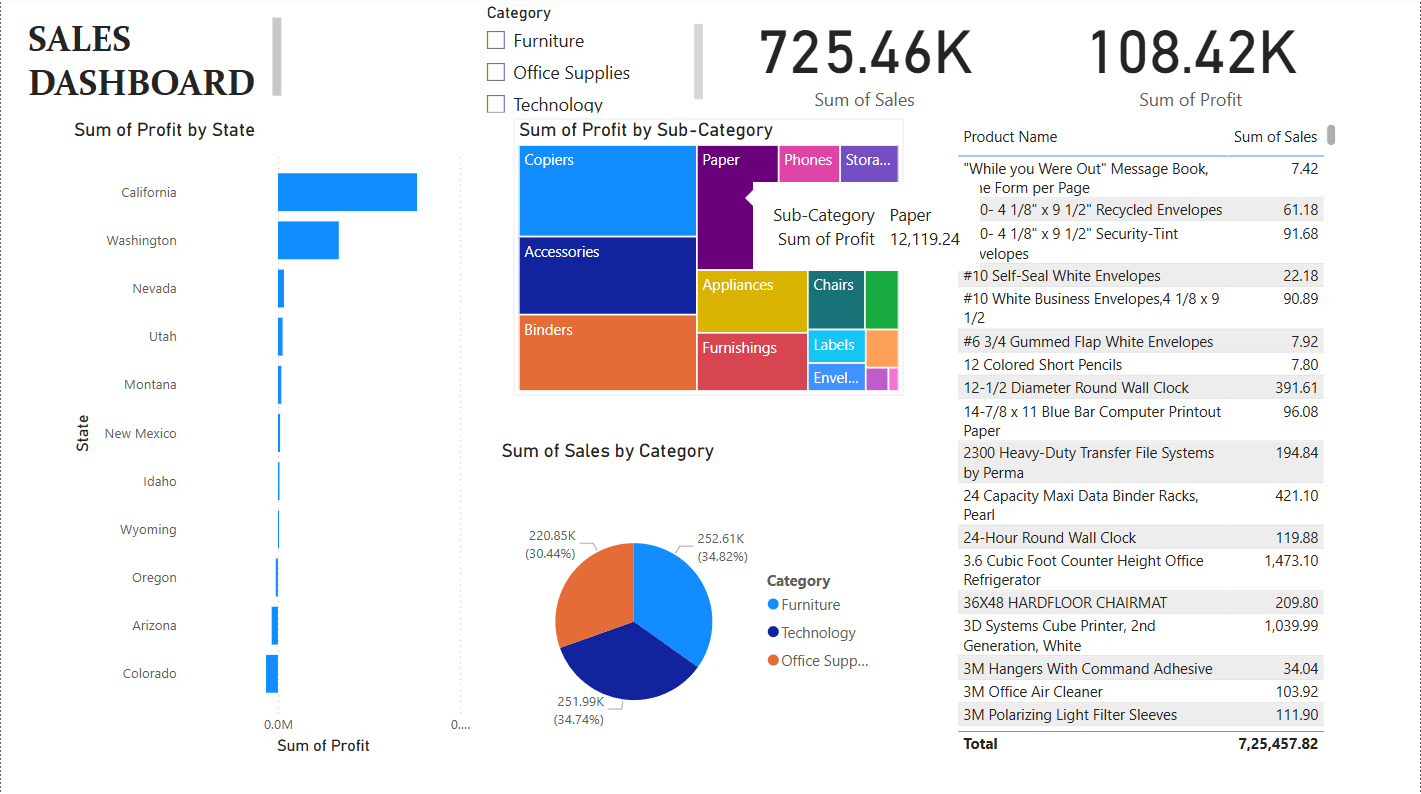 SALES
DASHBOARD
Category
Furniture
Office Supplies
Technology
725.46K
Sum of Sales
108.42K
Sum of Profit
Sum of Profit by State
California
Washington
Nevada
Utah
Montana
New Mexico
Idaho
Wyoming
Oregon
Arizona
Colorado
State
0.0M
0....
Sum of Profit
Sum of Profit by Sub-Category
Copiers
Paper
Phones
Stora...
Accessories
Binders
Appliances
Chairs
Furnishings
Labels
Envel...
Sub-Category Paper
Sum of Profit 12,119.24
Sum of Sales by Category
220.85K
(30.44%)
252.61K
(34.82%)
251.99K
(34.74%)
Category
Furniture
Technology
Office Supp...
Product Name Sum of Sales
"While you Were Out" Message Book, 7.42
Form per Page
0- 4 1/8" x 9 1/2" Recycled Envelopes 61.18
0- 4 1/8" x 9 1/2" Security-Tint 91.68
velopes
#10 Self-Seal White Envelopes 22.18
#10 White Business Envelopes,4 1/8 x 9 90.89
1/2
#6 3/4 Gummed Flap White Envelopes 7.92
12 Colored Short Pencils 7.80
12-1/2 Diameter Round Wall Clock 391.61
14-7/8 x 11 Blue Bar Computer Printout 96.08
Paper
2300 Heavy-Duty Transfer File Systems 194.84
by Perma
24 Capacity Maxi Data Binder Racks, 421.10
Pearl
24-Hour Round Wall Clock 119.88
3.6 Cubic Foot Counter Height Office 1,473.10
Refrigerator
36X48 HARDFLOOR CHAIRMAT 209.80
3D Systems Cube Printer, 2nd 1,039.99
Generation, White
3M Hangers With Command Adhesive 34.04
3M Office Air Cleaner 103.92
3M Polarizing Light Filter Sleeves 111.90
Total 7,25,457.82